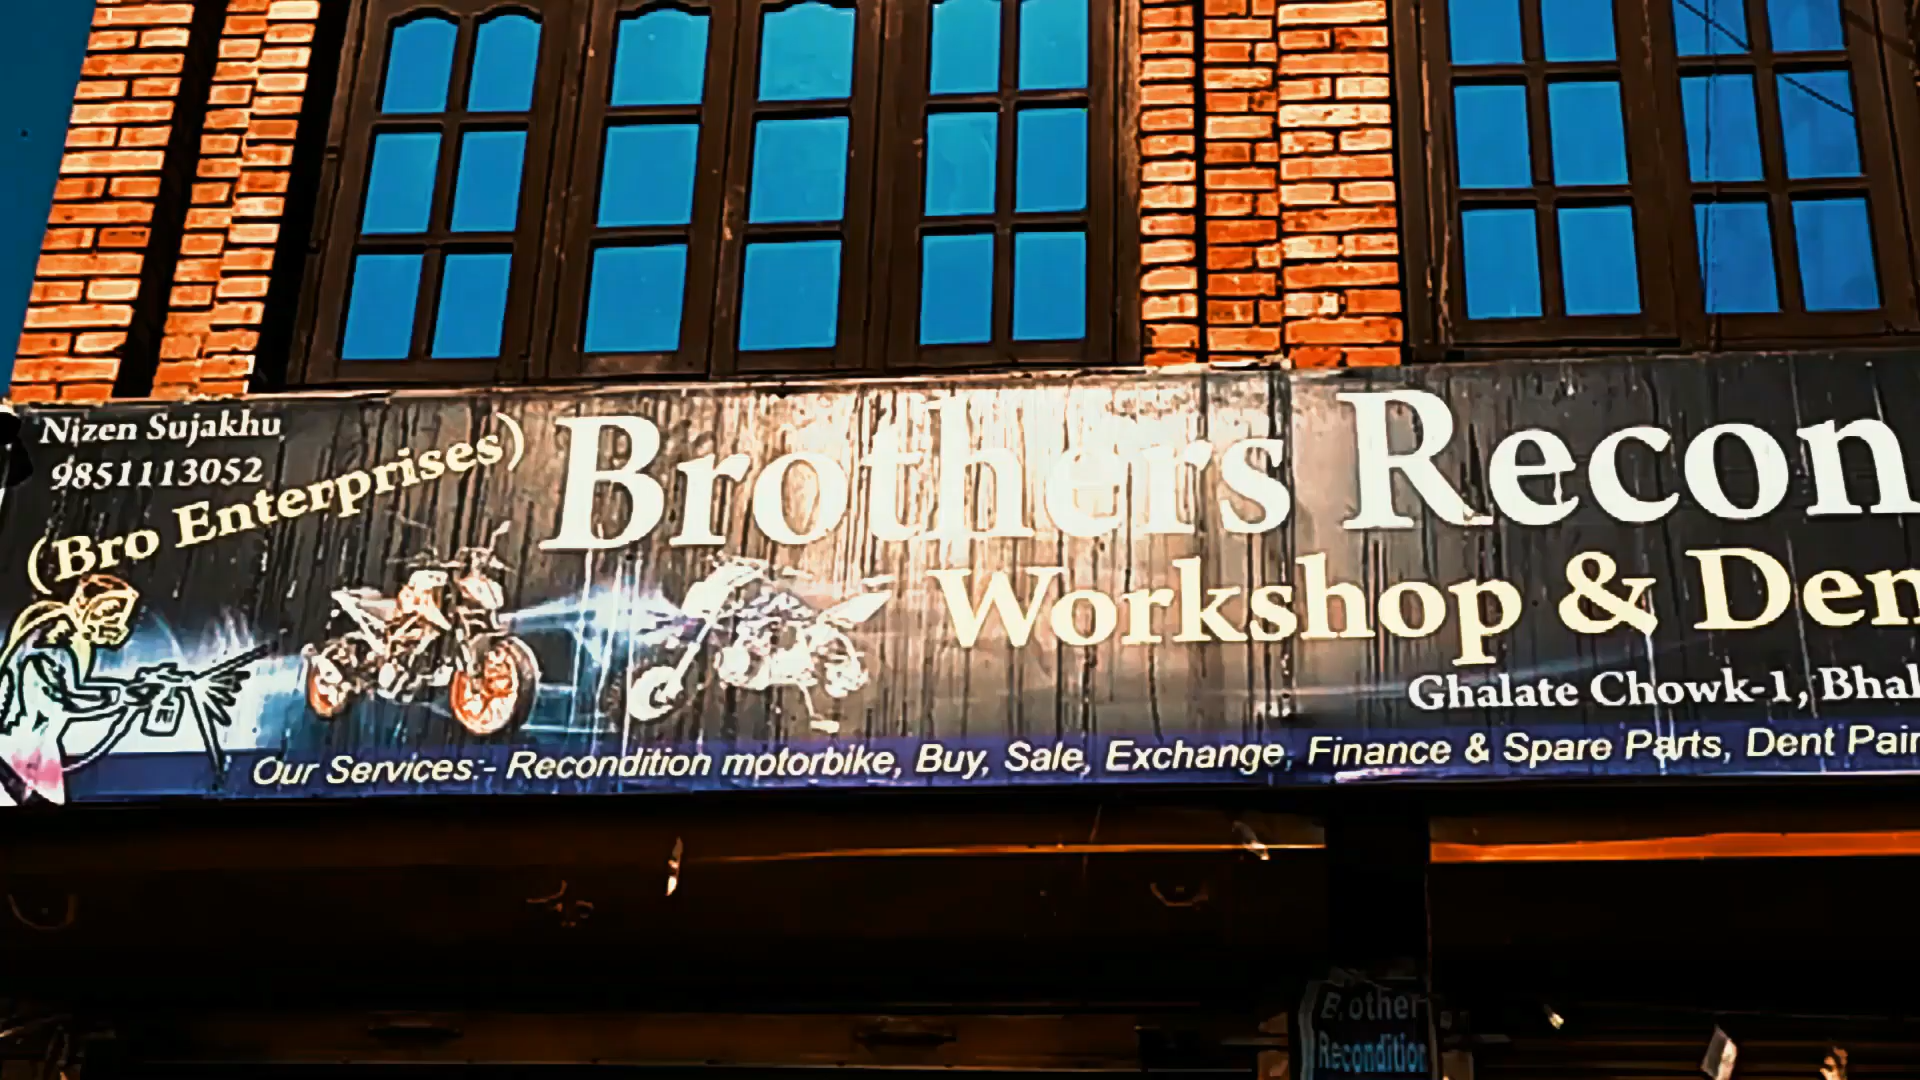 Nizen Sujakhu
9851113052
(Bro Enterprises)
Brothers Recon
Workshop & Den
Ghalate Chowk-1, Bhal
Our Services:- Recondition motorbike, Buy, Sale, Exchange, Finance & Spare Parts, Dent Pain
Brother
Recondition